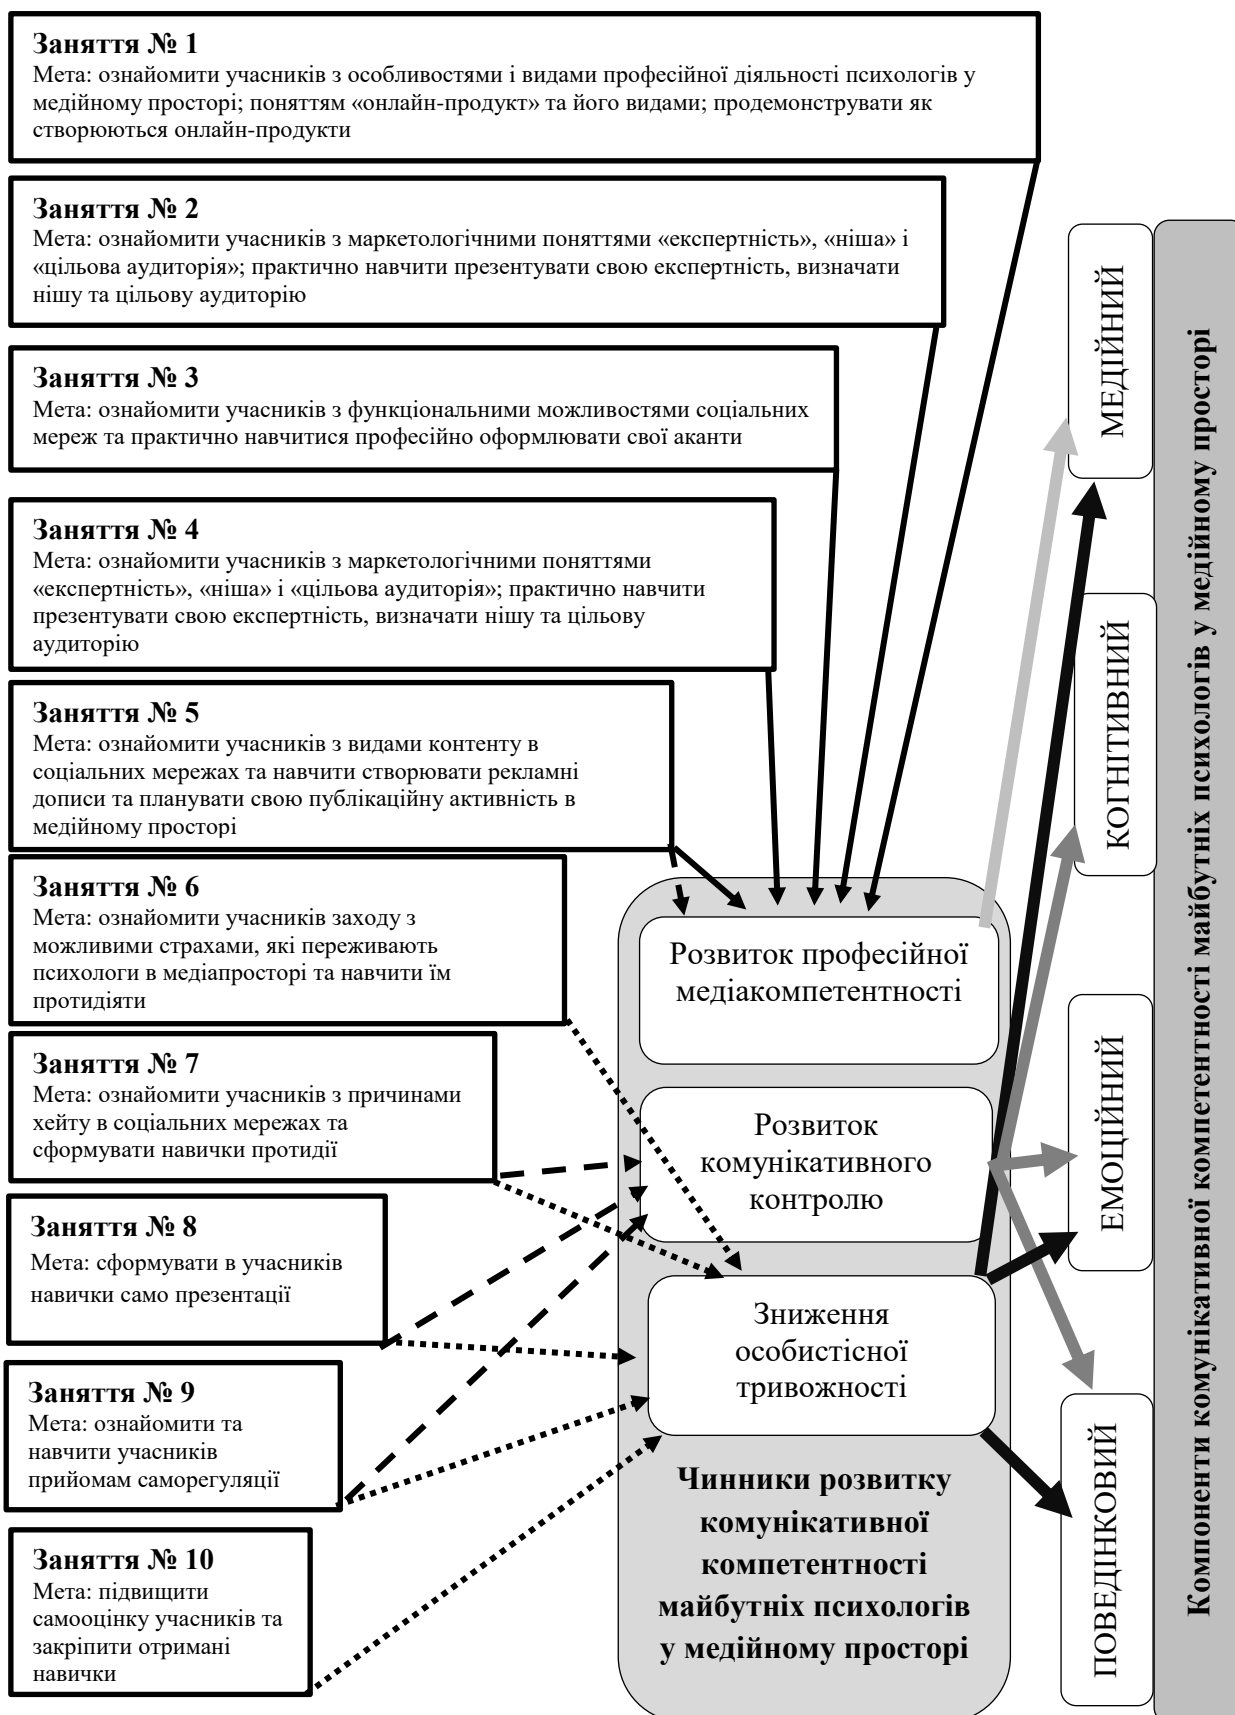 Заняття № 1
Мета: ознайомити учасників з особливостями і видами професійної діяльності психологів у
медійному просторі; поняттям «онлайн-продукт» та його видами; продемонструвати як
створюються онлайн-продукти
Заняття № 2
Мета: ознайомити учасників з маркетологічними поняттями «експертність», «ніша» і
«цільова аудиторія»; практично навчити презентувати свою експертність, визначати
нішу та цільову аудиторію
Заняття № 3
Мета: ознайомити учасників з функціональними можливостями соціальних
мереж та практично навчитися професійно оформлювати свої аканти
Заняття № 4
Мета: ознайомити учасників з маркетологічними поняттями
«експертність», «ніша» і «цільова аудиторія»; практично навчити
презентувати свою експертність, визначати нішу та цільову
аудиторію
Заняття № 5
Мета: ознайомити учасників з видами контенту в
соціальних мережах та навчити створювати рекламні
дописи та планувати свою публікаційну активність в
медійному просторі
Заняття № 6
Мета: ознайомити учасників заходу з
можливими страхами, які переживають
психологи в медіапросторі та навчити їм
протидіяти
Заняття № 7
Мета: ознайомити учасників з причинами
хейту в соціальних мережах та
сформувати навички протидії
Заняття № 8
Мета: сформувати в учасників
навички само презентації
Заняття № 9
Мета: ознайомити та
навчити учасників
прийомам саморегуляції
Заняття № 10
Мета: підвищити
самооцінку учасників та
закріпити отримані
навички
Розвиток професійної
медіакомпетентності
Розвиток
комунікативного
контролю
Зниження
особистісної
тривожності
Чинники розвитку
комунікативної
компетентності
майбутніх психологів
у медійному просторі
МЕДІЙНИЙ
КОГНІТИВНИЙ
ЕМОЦІЙНИЙ
ПОВЕДІНКОВИЙ
Компоненти комунікативної компетентності майбутніх психологів у медійному просторі